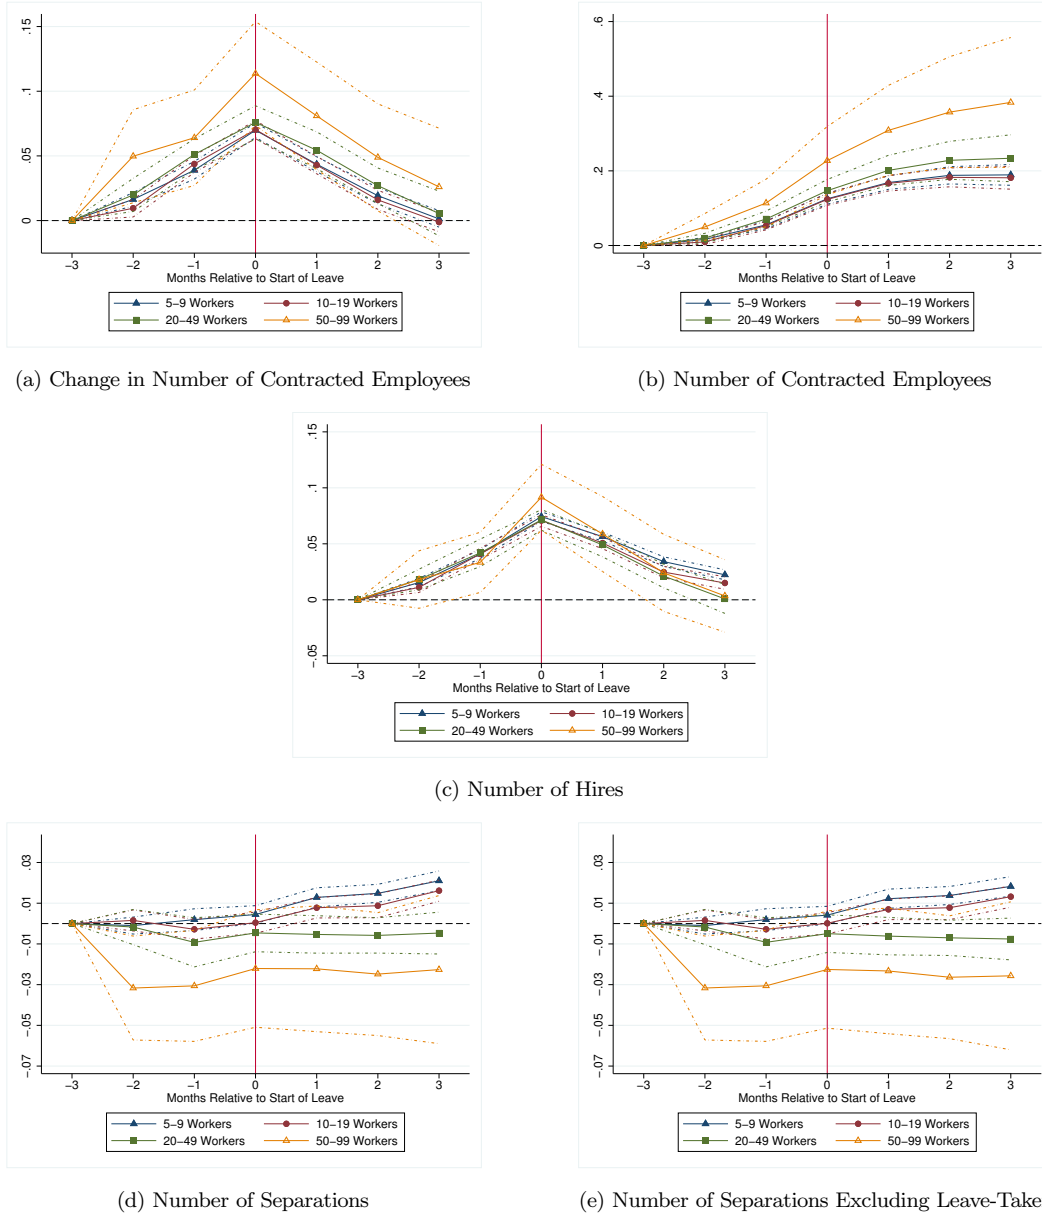 .15
.1
.05
0
−3 −2 −1 0 1 2 3
Months Relative to Start of Leave
5−9 Workers 10−19 Workers
20−49 Workers 50−99 Workers
(a) Change in Number of Contracted Employees
.6
.4
.2
0
−3 −2 −1 0 1 2 3
Months Relative to Start of Leave
5−9 Workers 10−19 Workers
20−49 Workers 50−99 Workers
(b) Number of Contracted Employees
.15
.1
.05
0
−.05
−3 −2 −1 0 1 2 3
Months Relative to Start of Leave
5−9 Workers 10−19 Workers
20−49 Workers 50−99 Workers
(c) Number of Hires
.03
.01
−.01
−.03
−.05
−.07
−3 −2 −1 0 1 2 3
Months Relative to Start of Leave
5−9 Workers 10−19 Workers
20−49 Workers 50−99 Workers
(d) Number of Separations
.03
.01
−.01
−.03
−.05
−.07
−3 −2 −1 0 1 2 3
Months Relative to Start of Leave
5−9 Workers 10−19 Workers
20−49 Workers 50−99 Workers
(e) Number of Separations Excluding Leave-Take